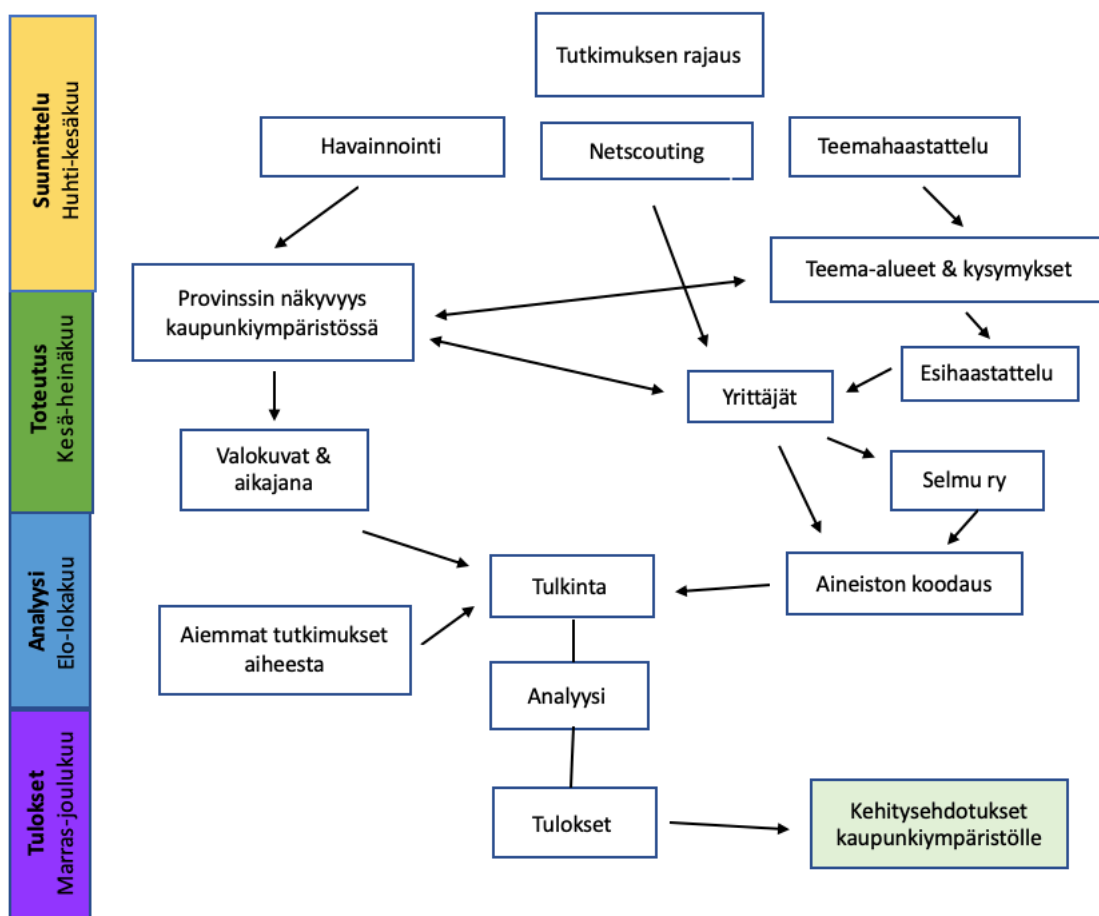 Suunnittelu
Huhti-kesäkuu
Toteutus
Kesä-heinäkuu
Analyysi
Elo-lokakuu
Tulokset
Marras-joulukuu
Tutkimuksen rajaus
Havainnointi
Netscouting
Teemahaastattelu
Teema-alueet & kysymykset
Provinssin näkyvyys
kaupunkiympäristössä
Esihaastattelu
Yrittäjät
Valokuvat &
aikajana
Selmu ry
Tulkinta
Aineiston koodaus
Aiemmat tutkimukset
aiheesta
Analyysi
Tulokset
Kehitysehdotukset
kaupunkiympäristölle